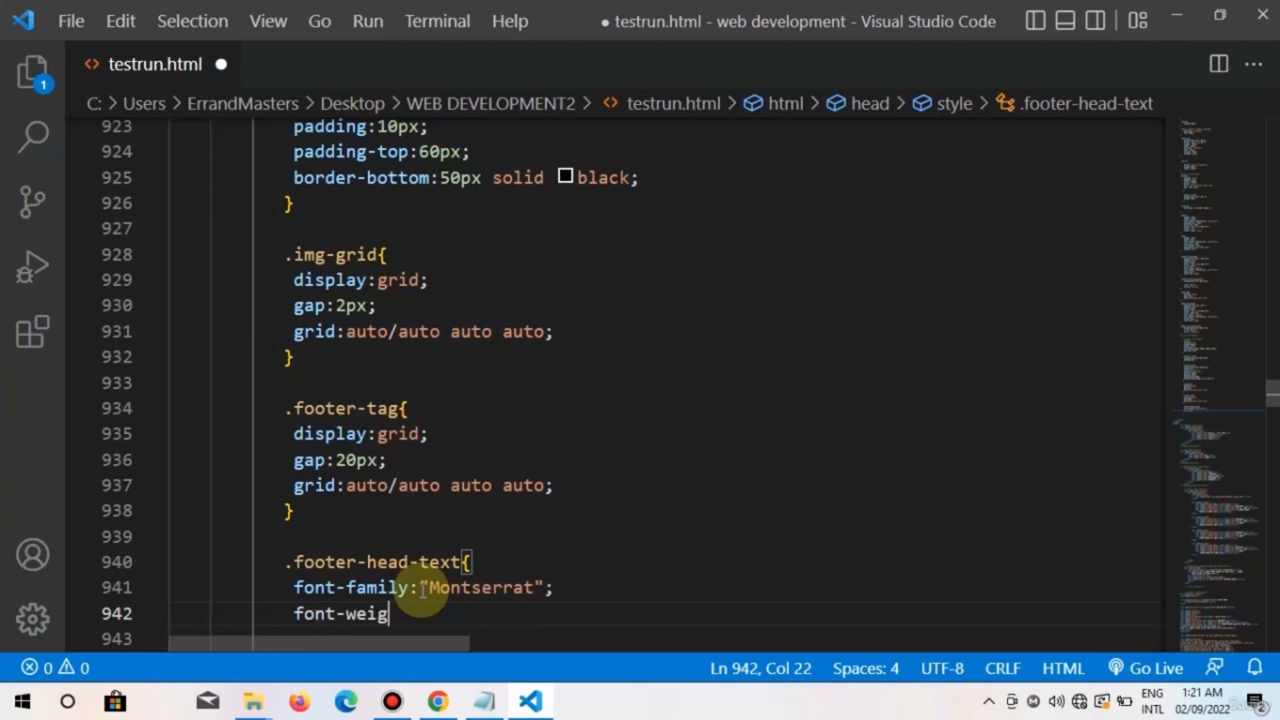 File Edit Selection View Go Run Terminal Help ● testrun.html - web development - Visual Studio Code
testrun.html
C: > Users > ErrandMasters > Desktop > WEB DEVELOPMENT2 > testrun.html > html > head > style > .footer-head-text
1
923 padding:10px;
924 padding-top:60px;
925 border-bottom:50px solid black;
926 }
927
928 .img-grid{
929 display:grid;
930 gap:2px;
931 grid:auto/auto auto auto;
932 }
933
934 .footer-tag{
935 display:grid;
936 gap:20px;
937 grid:auto/auto auto auto;
938 }
939
940 .footer-head-text{
941 font-family:"Montserrat";
942 font-weig
943
0 0 Ln 942, Col 22 Spaces: 4 UTF-8 CRLF HTML Go Live
ENG 1:21 AM
INTL 02/09/2022 2